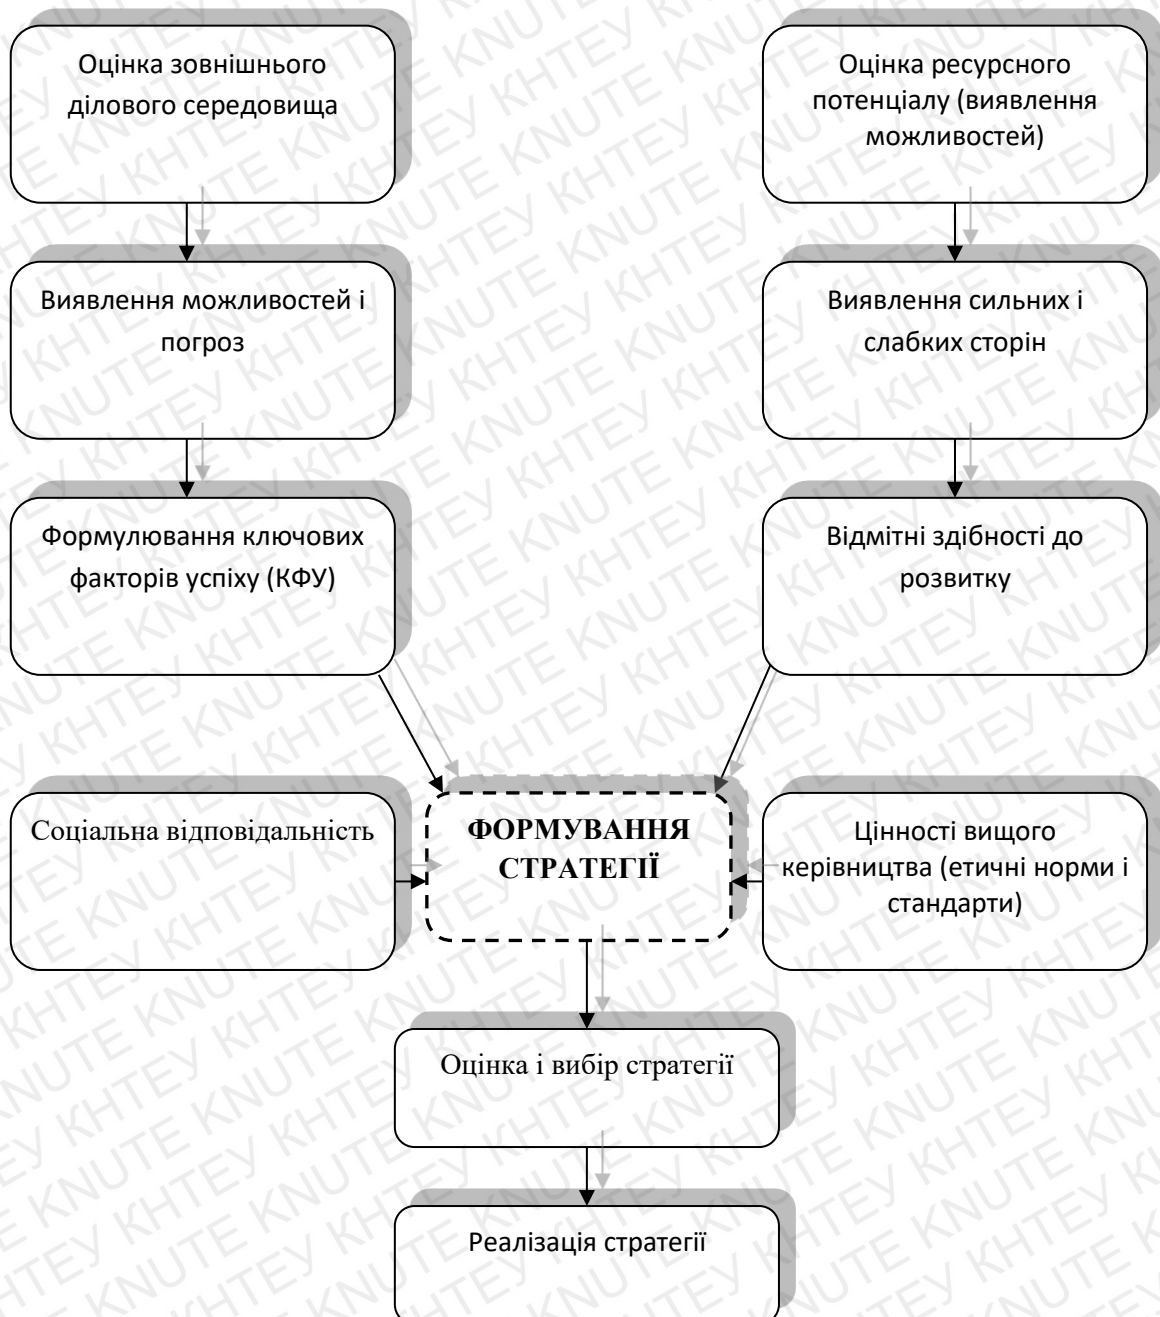 Оцінка зовнішнього
ділового середовища
Оцінка ресурсного
потенціалу (виявлення
можливостей)
Виявлення можливостей і
погроз
Виявлення сильних і
слабких сторін
Формулювання ключових
факторів успіху (КФУ)
Відмітні здібності до
розвитку
Соціальна відповідальність
ФОРМУВАННЯ
СТРАТЕГІЇ
Цінності вищого
керівництва (етичні норми і
стандарти)
Оцінка і вибір стратегії
Реалізація стратегії